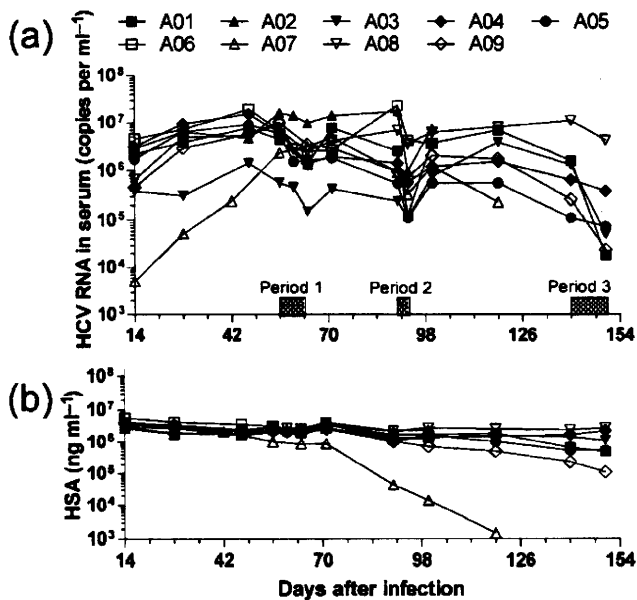 (a)
A01 A02 A03 A04 A05
A06 A07 A08 A09
HCV RNA in serum (copies per ml⁻¹)
10⁸
10⁷
10⁶
10⁵
10⁴
10³
Period 1 Period 2 Period 3
14 42 70 98 126 154
(b)
HSA (ng ml⁻¹)
10⁸
10⁷
10⁶
10⁵
10⁴
10³
14 42 70 98 126 154
Days after infection